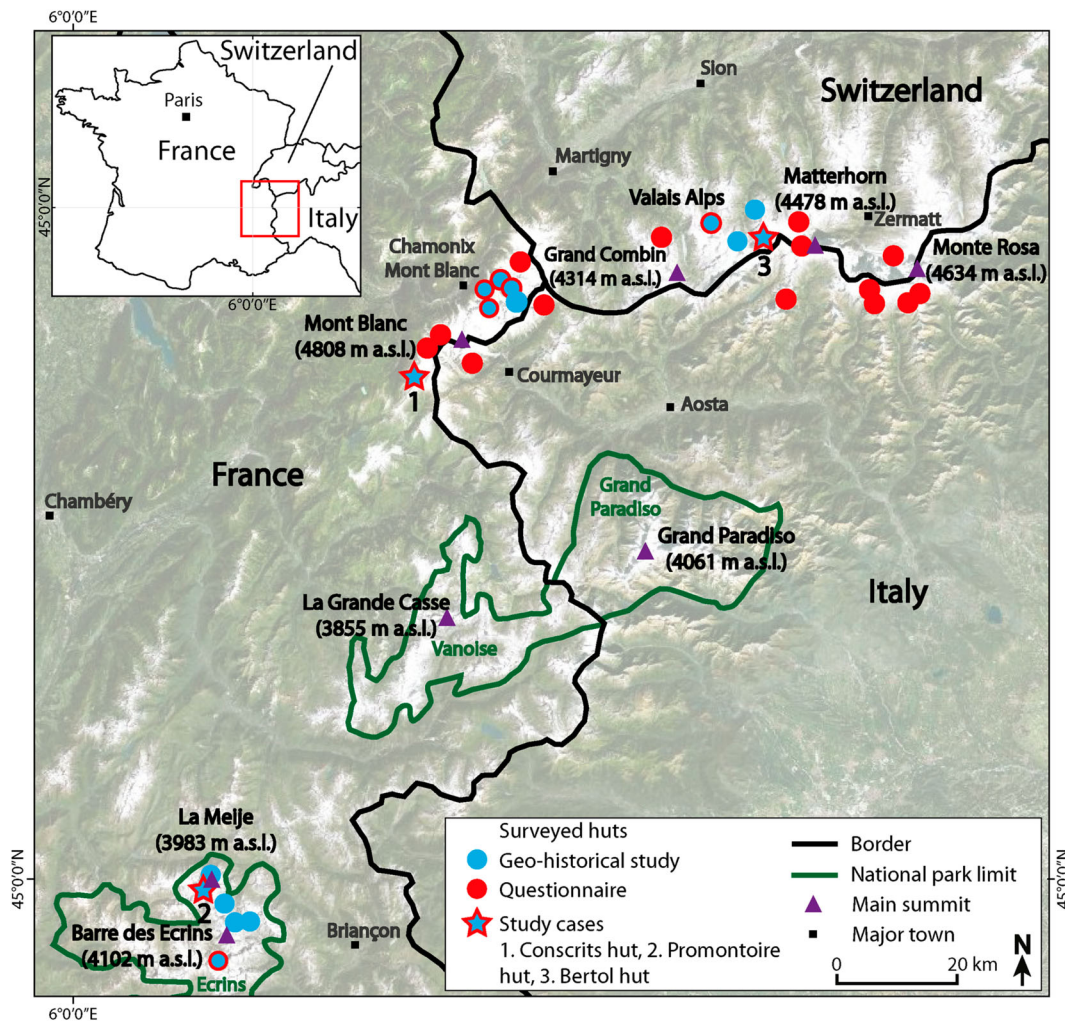 6°0'0"E
Switzerland
Paris
France
Italy
45°0'0"N
6°0'0"E
Sion
Switzerland
Martigny
Matterhorn
(4478 m a.s.l.)
Valais Alps
Zermatt
Chamonix
Mont Blanc
Grand Combin
(4314 m a.s.l.)
3
Monte Rosa
(4634 m a.s.l.)
Mont Blanc
(4808 m a.s.l.)
1
Courmayeur
Aosta
France
Chambéry
Grand
Paradiso
Grand Paradiso
(4061 m a.s.l.)
Italy
La Grande Casse
(3855 m a.s.l.)
Vanoise
La Meije
(3983 m a.s.l.)
2
Barre des Ecrins
(4102 m a.s.l.)
Ecrins
Briançon
45°0'0"N
45°0'0"N
Surveyed huts
Geo-historical study
Questionnaire
Study cases
1. Conscrits hut, 2. Promontoire
hut, 3. Bertol hut
Border
National park limit
Main summit
Major town
0 20 km
N
6°0'0"E